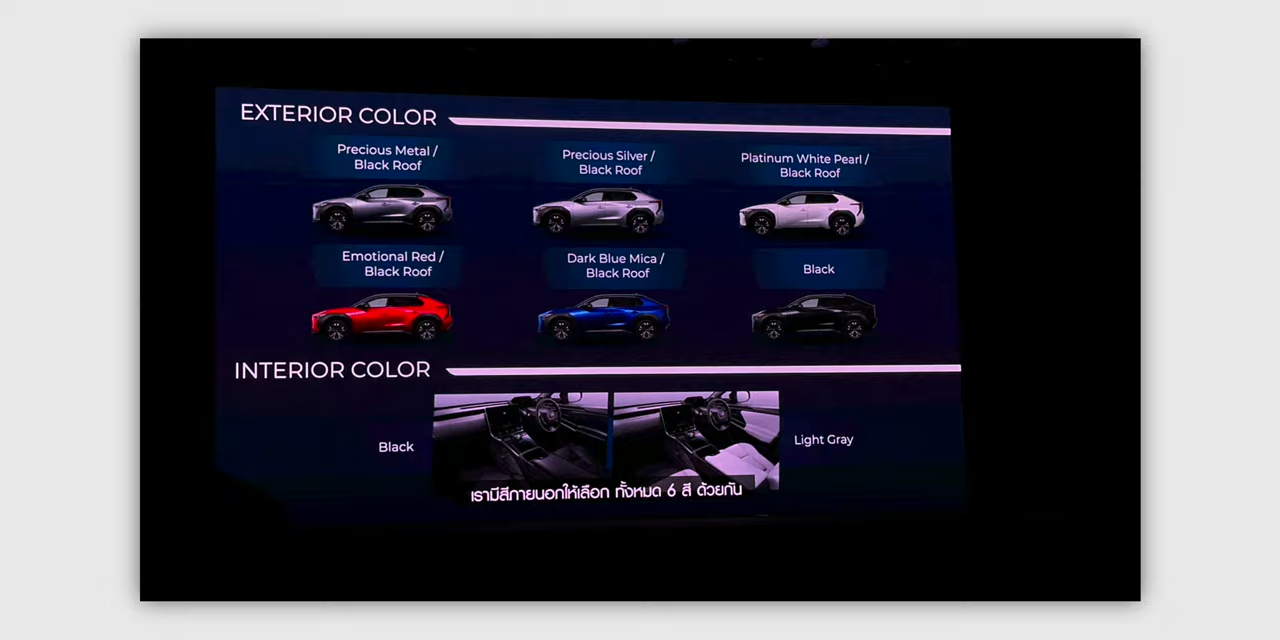 EXTERIOR COLOR
Precious Metal /
Black Roof
Precious Silver /
Black Roof
Platinum White Pearl /
Black Roof
Emotional Red /
Black Roof
Dark Blue Mica /
Black Roof
Black
INTERIOR COLOR
Black
Light Gray
เรามีสีภายนอกให้เลือก ทั้งหมด 6 สี ด้วยกัน